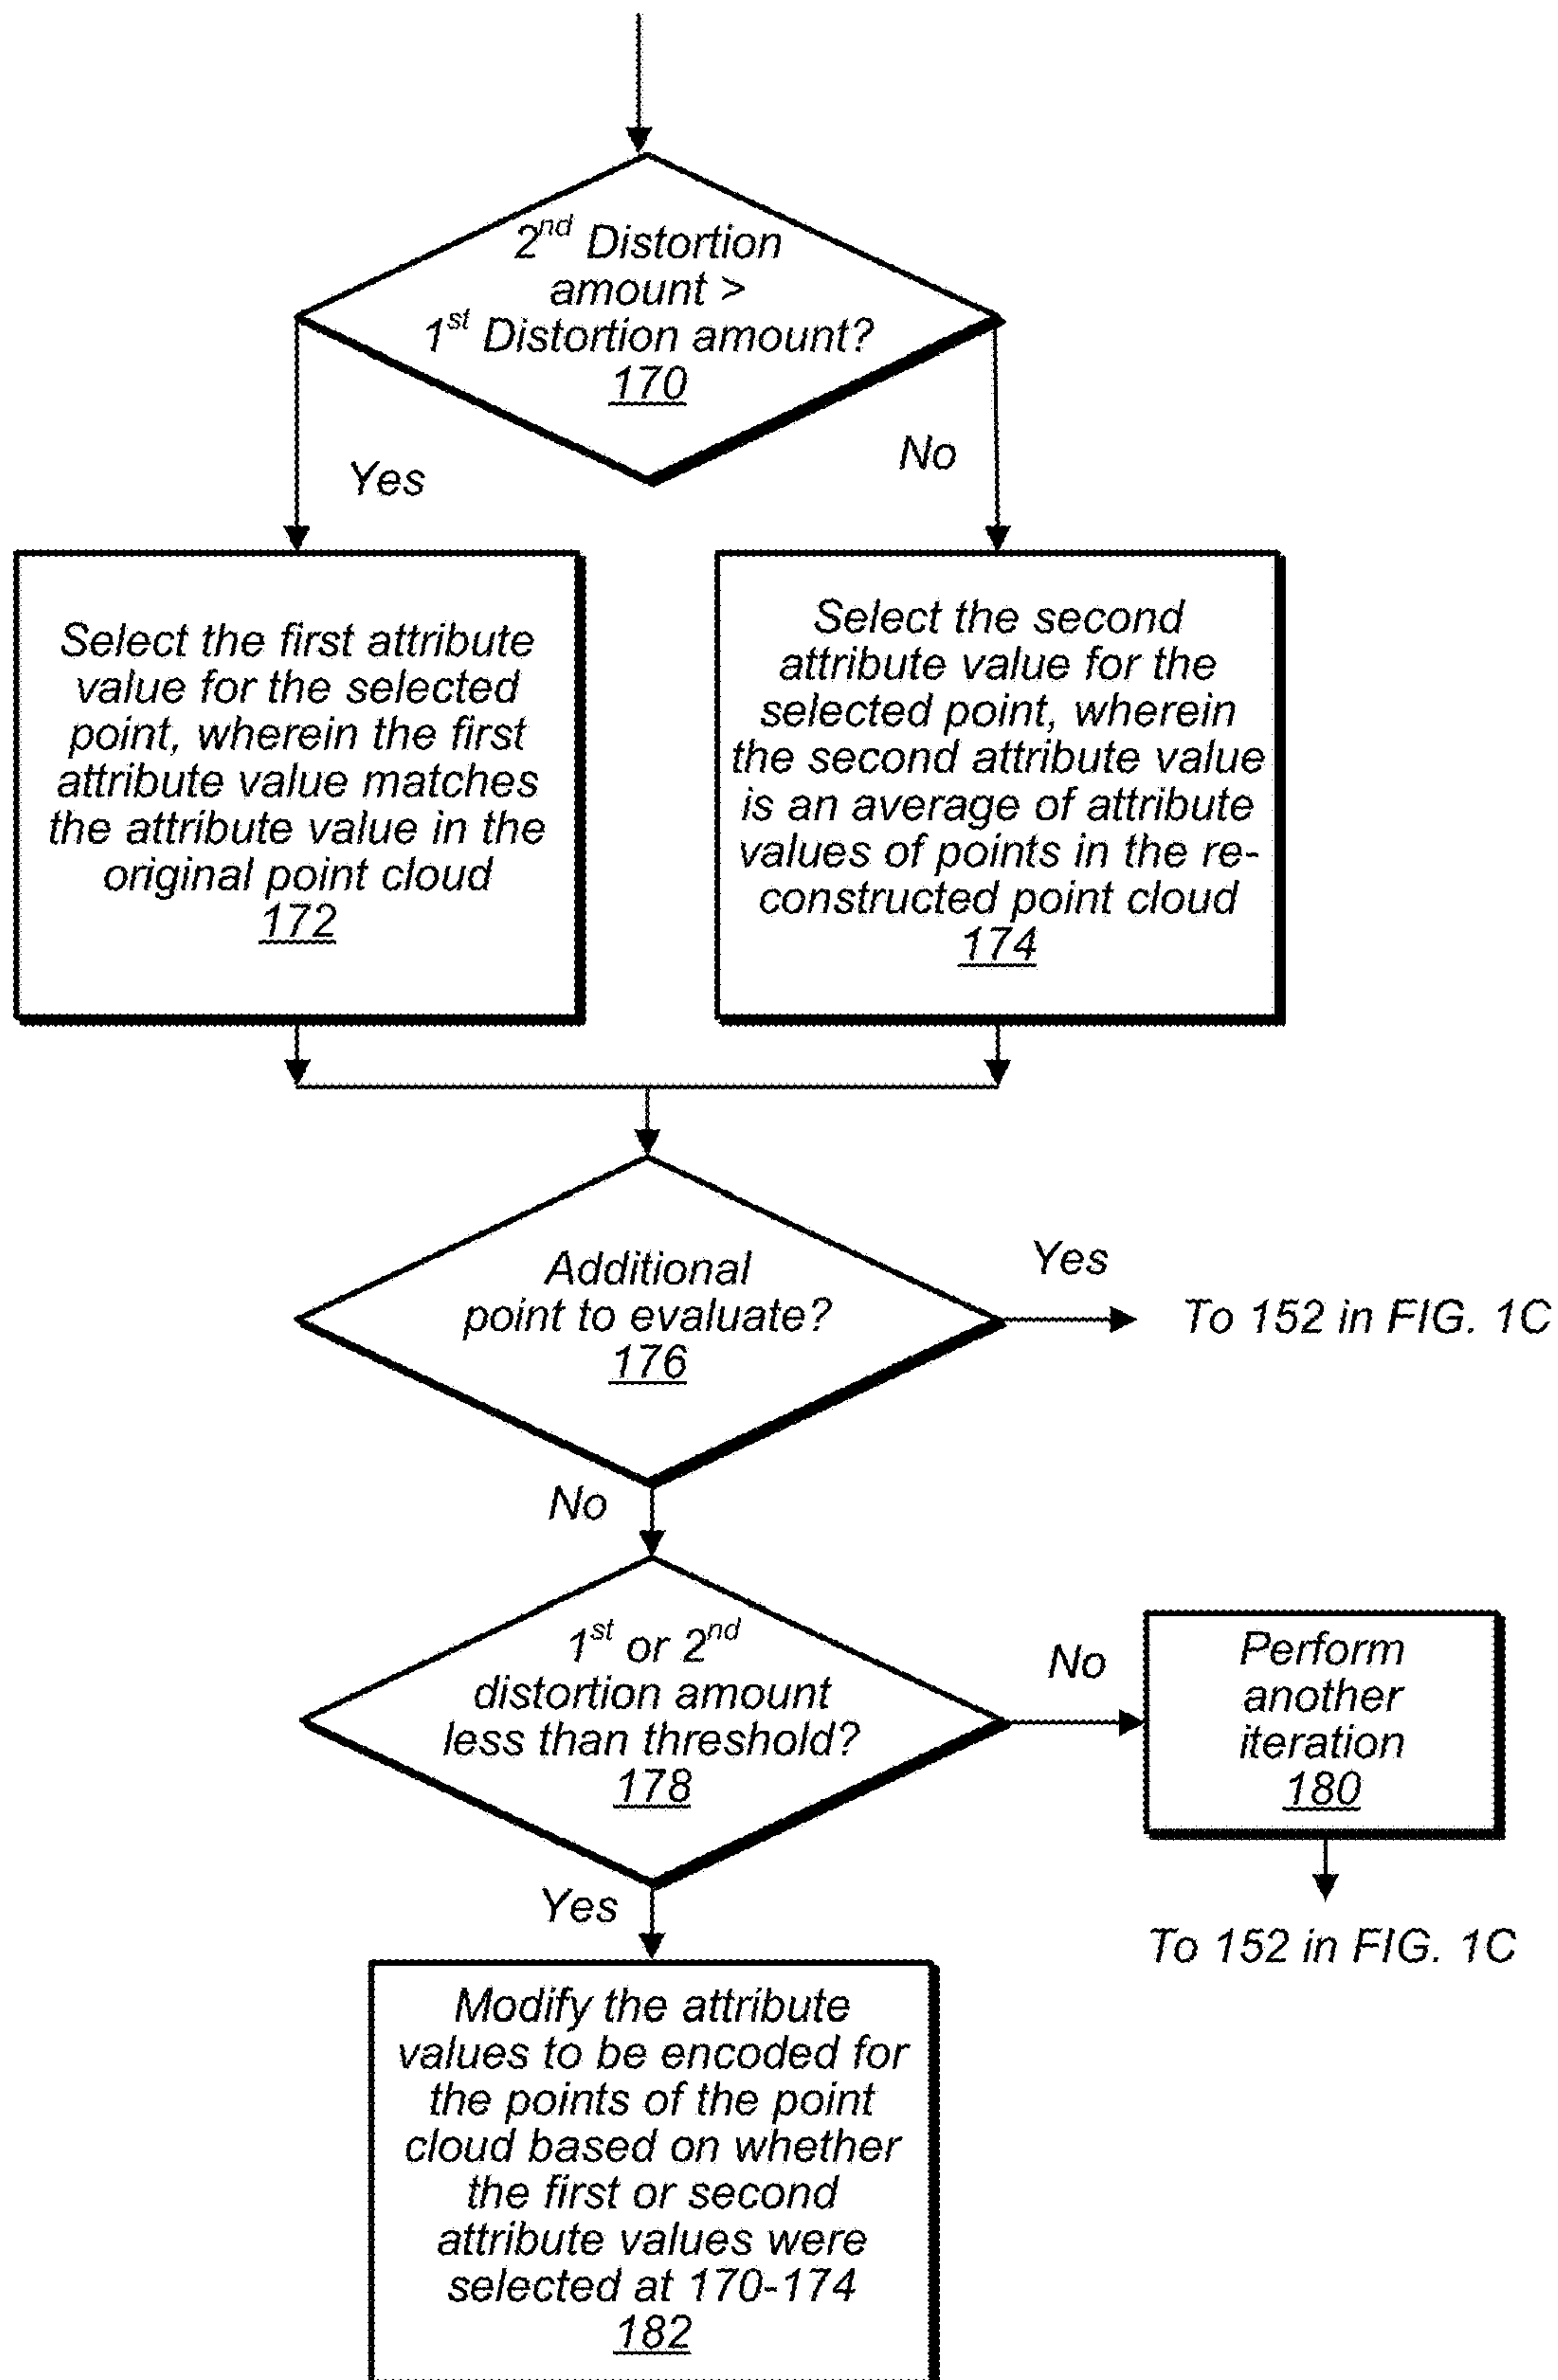 2nd Distortion
amount >
1st Distortion amount?
170
Yes
No
Select the first attribute
value for the selected
point, wherein the first
attribute value matches
the attribute value in the
original point cloud
172
Select the second
attribute value for the
selected point, wherein
the second attribute value
is an average of attribute
values of points in the re-
constructed point cloud
174
Additional
point to evaluate?
176
Yes
To 152 in FIG. 1C
No
1st or 2nd
distortion amount
less than threshold?
178
No
Perform
another
iteration
180
To 152 in FIG. 1C
Yes
Modify the attribute
values to be encoded for
the points of the point
cloud based on whether
the first or second
attribute values were
selected at 170-174
182